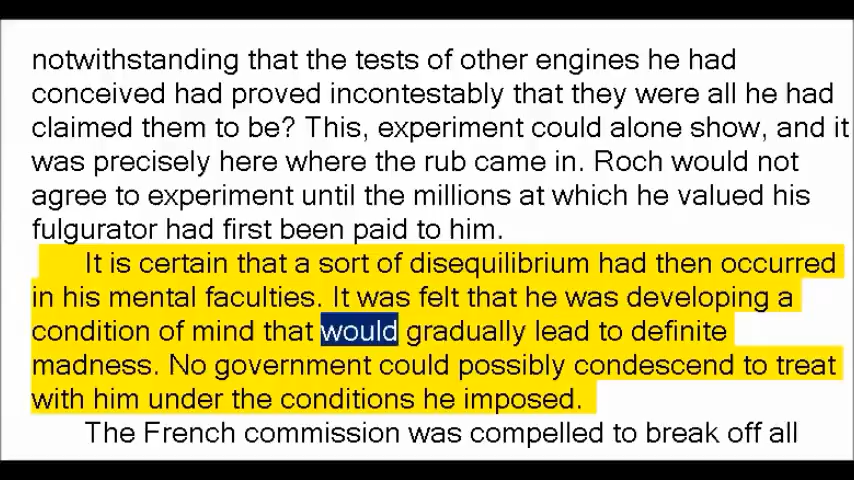 notwithstanding that the tests of other engines he had
conceived had proved incontestably that they were all he had
claimed them to be? This, experiment could alone show, and it
was precisely here where the rub came in. Roch would not
agree to experiment until the millions at which he valued his
fulgurator had first been paid to him.
It is certain that a sort of disequilibrium had then occurred
in his mental faculties. It was felt that he was developing a
condition of mind that would gradually lead to definite
madness. No government could possibly condescend to treat
with him under the conditions he imposed.
The French commission was compelled to break off all